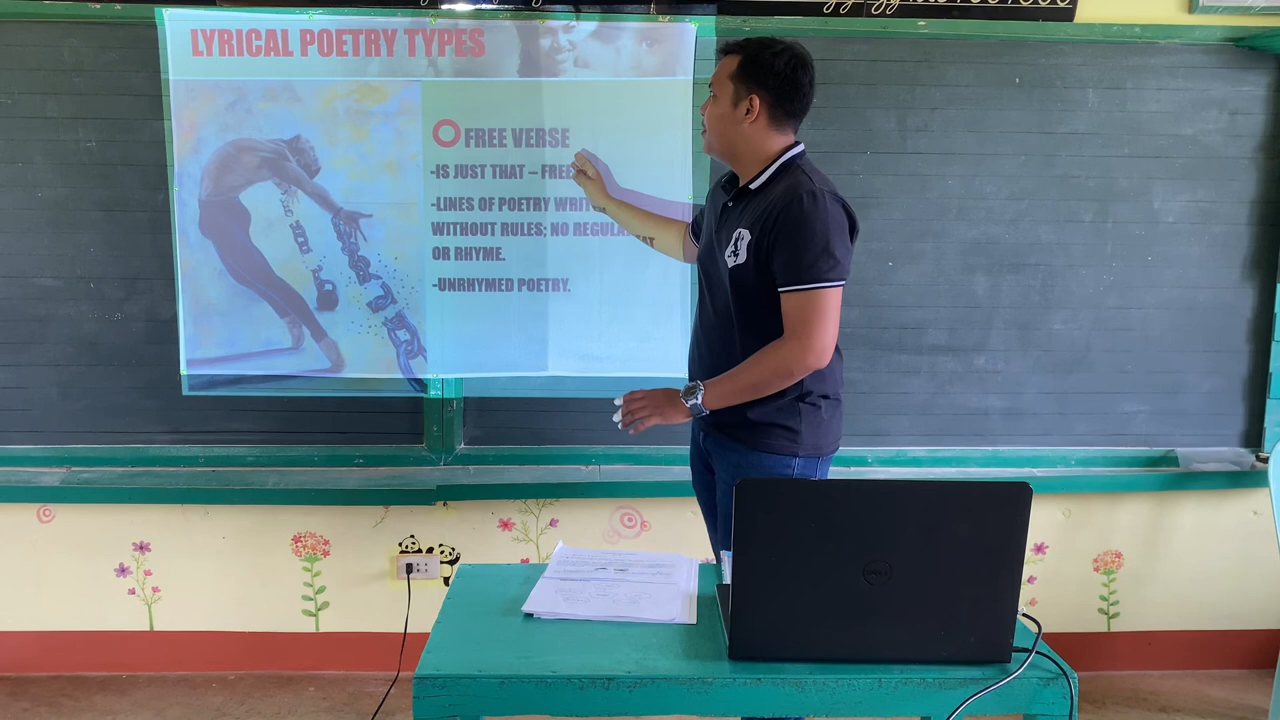 LYRICAL POETRY TYPES
FREE VERSE
-IS JUST THAT – FREE
-LINES OF POETRY
WITHOUT RULES; NO
OR RHYME.
-UNRHYMED POETRY.
DELL